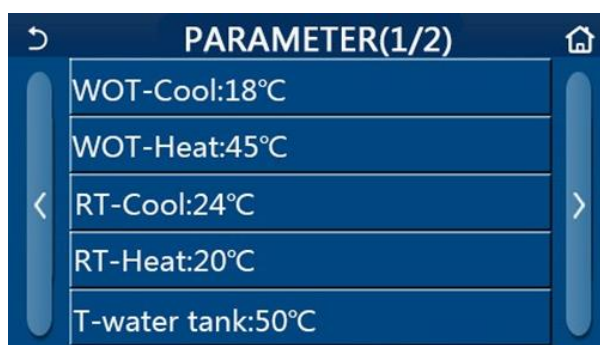 PARAMETER(1/2)
WOT-Cool:18℃
WOT-Heat:45℃
RT-Cool:24℃
RT-Heat:20℃
T-water tank:50℃